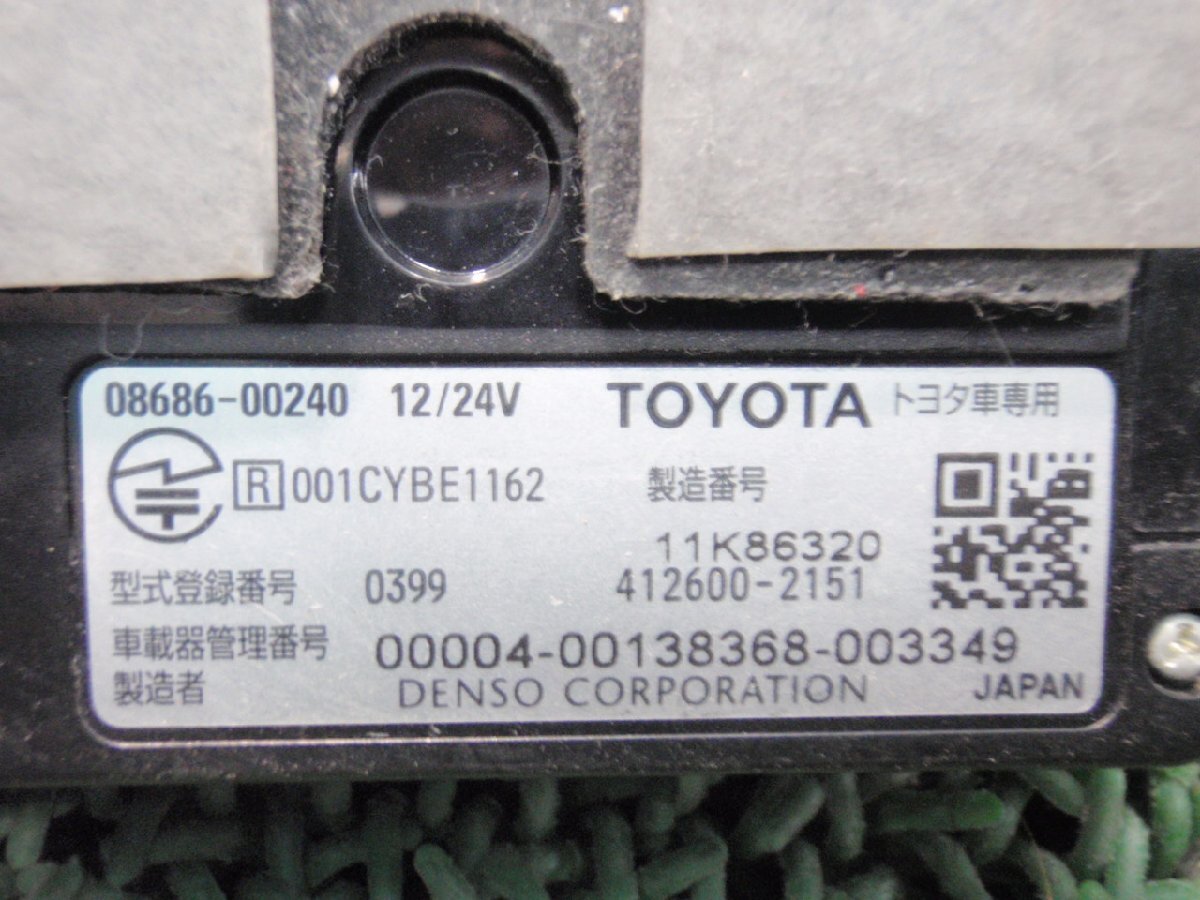 08686-00240 12/24V TOYOTA トヨタ車専用
R 001CYBE1162 製造番号
11K86320
型式登録番号 0399 412600-2151
車載器管理番号 00004-00138368-003349
製造者 DENSO CORPORATION JAPAN